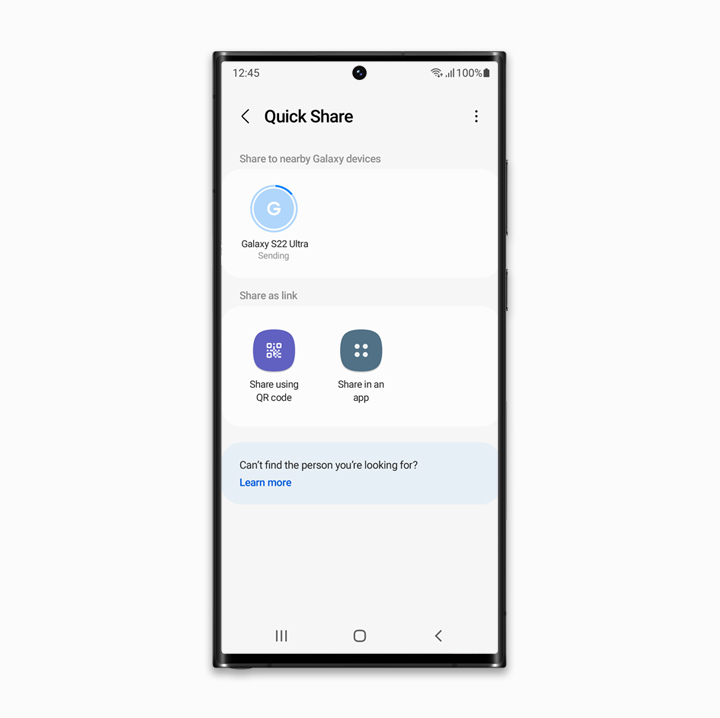 12:45
100%
Quick Share
Share to nearby Galaxy devices
G
Galaxy S22 Ultra
Sending
Share as link
Share using
QR code
Share in an
app
Can't find the person you're looking for?
Learn more